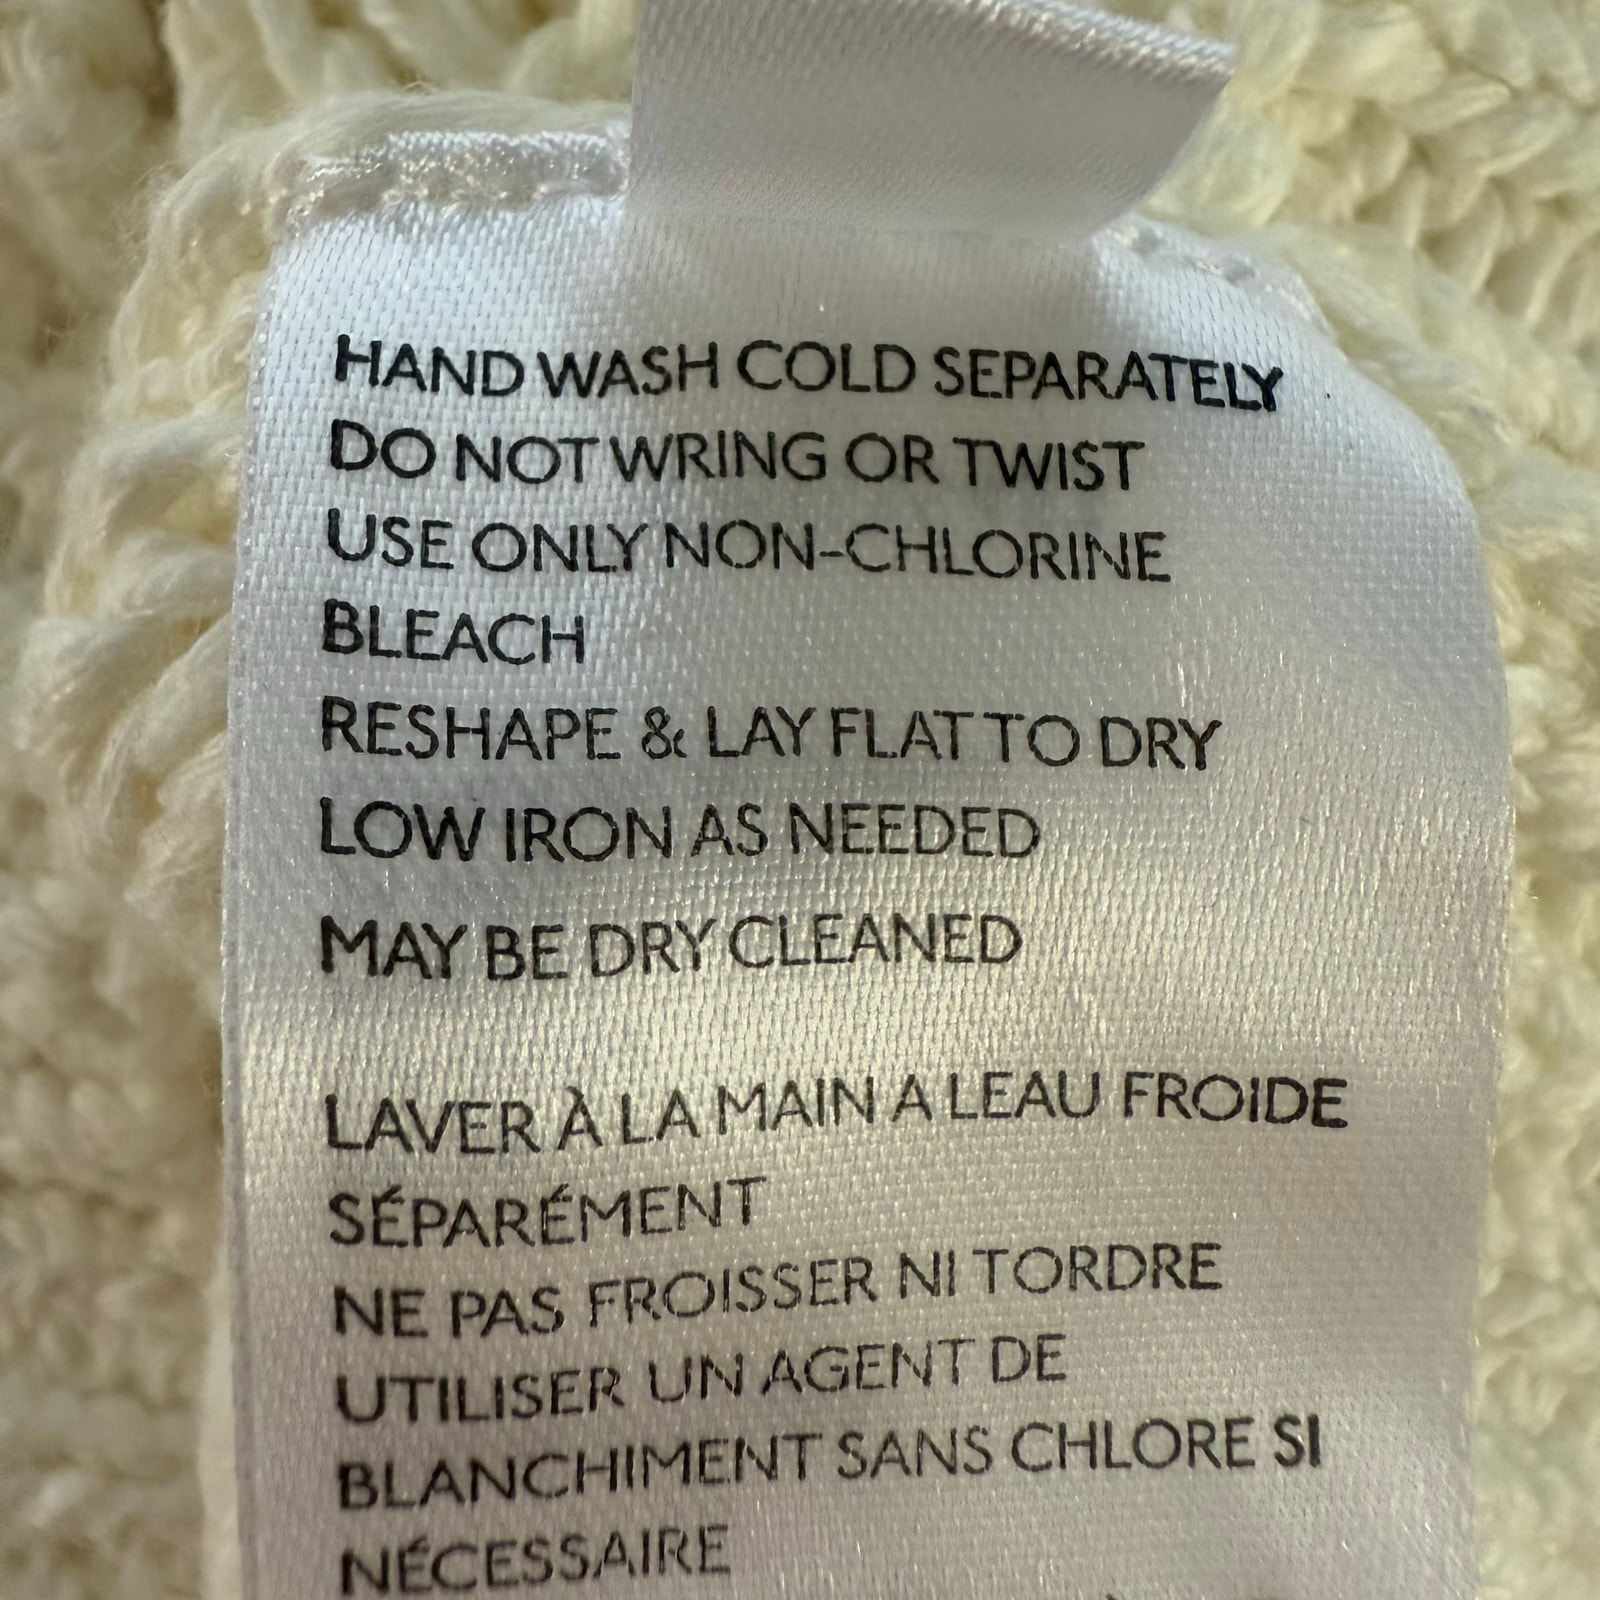 HAND WASH COLD SEPARATELY
DO NOT WRING OR TWIST
USE ONLY NON-CHLORINE
BLEACH
RESHAPE & LAY FLAT TO DRY
LOW IRON AS NEEDED
MAY BE DRY CLEANED
LAVER À LA MAIN A LEAU FROIDE
SÉPARÉMENT
NE PAS FROISSER NI TORDRE
UTILISER UN AGENT DE
BLANCHIMENT SANS CHLORE SI
NÉCESSAIRE